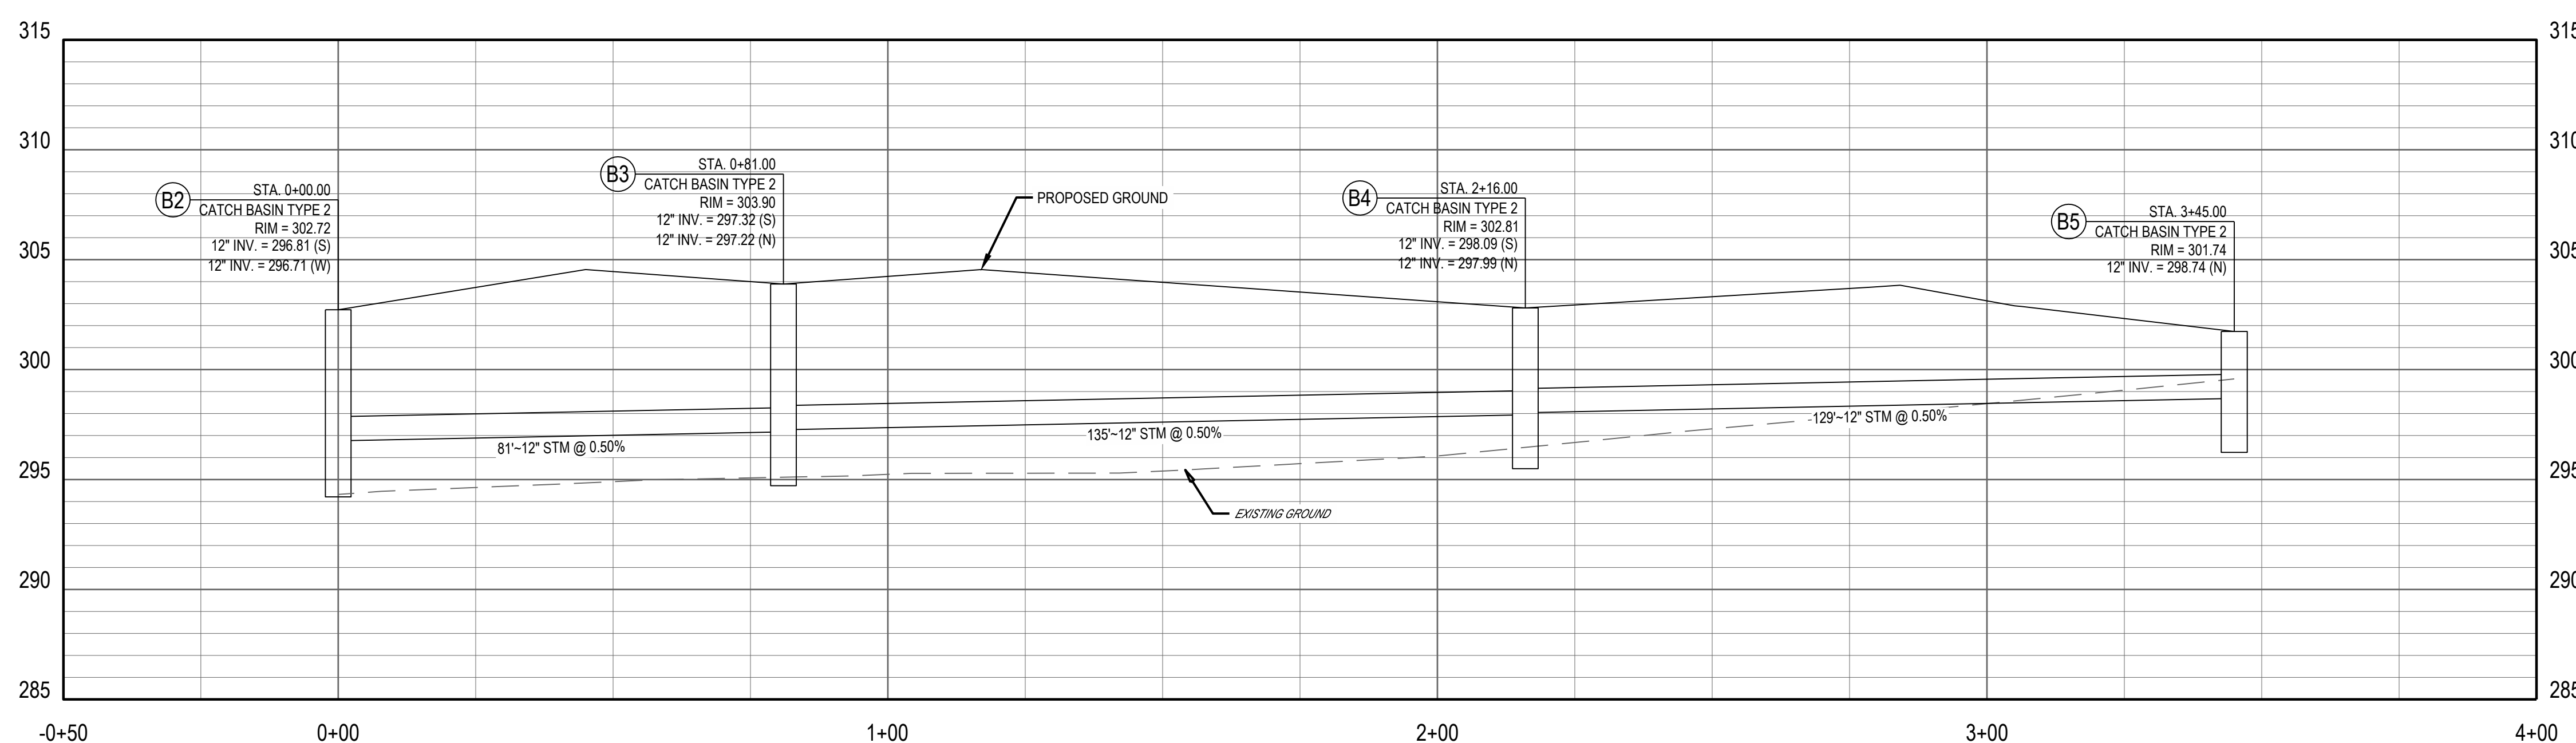 315
310
305
300
295
290
285
B2
STA. 0+00.00
CATCH BASIN TYPE 2
RIM = 302.72
12" INV. = 296.81 (S)
12" INV. = 296.71 (W)
B3
STA. 0+81.00
CATCH BASIN TYPE 2
RIM = 303.90
12" INV. = 297.32 (S)
12" INV. = 297.22 (N)
PROPOSED GROUND
B4
STA. 2+16.00
CATCH BASIN TYPE 2
RIM = 302.81
12" INV. = 298.09 (S)
12" INV. = 297.99 (N)
B5
STA. 3+45.00
CATCH BASIN TYPE 2
RIM = 301.74
12" INV. = 298.74 (N)
81'~12" STM @ 0.50%
135'~12" STM @ 0.50%
129'~12" STM @ 0.50%
EXISTING GROUND
315
310
305
300
295
290
285
-0+50
0+00
1+00
2+00
3+00
4+00